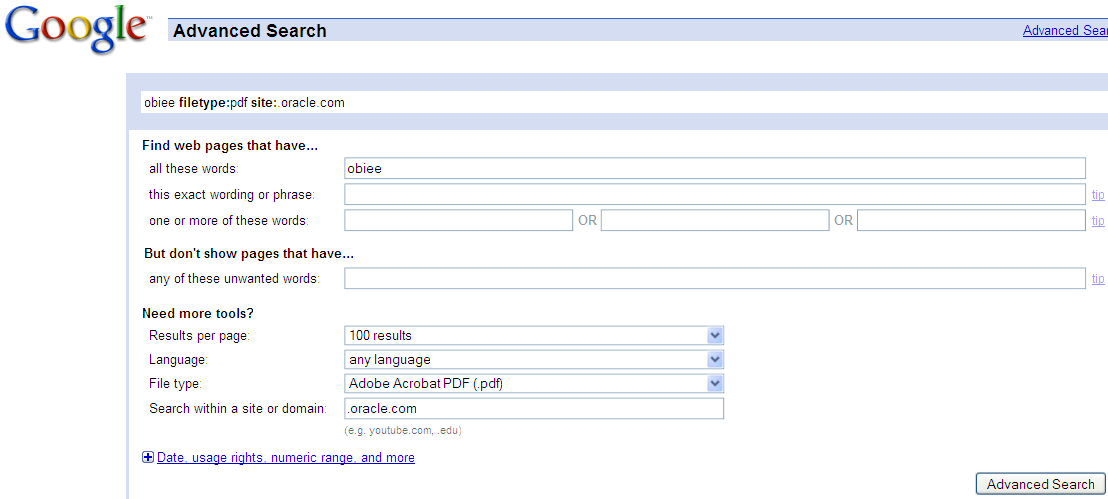 Google™ Advanced Search Advanced Sear
obiee filetype:pdf site:.oracle.com
Find web pages that have...
all these words: obiee
this exact wording or phrase: tip
one or more of these words: OR OR tip
But don't show pages that have...
any of these unwanted words: tip
Need more tools?
Results per page: 100 results
Language: any language
File type: Adobe Acrobat PDF (.pdf)
Search within a site or domain: .oracle.com
(e.g. youtube.com, .edu)
Date, usage rights, numeric range, and more
Advanced Search